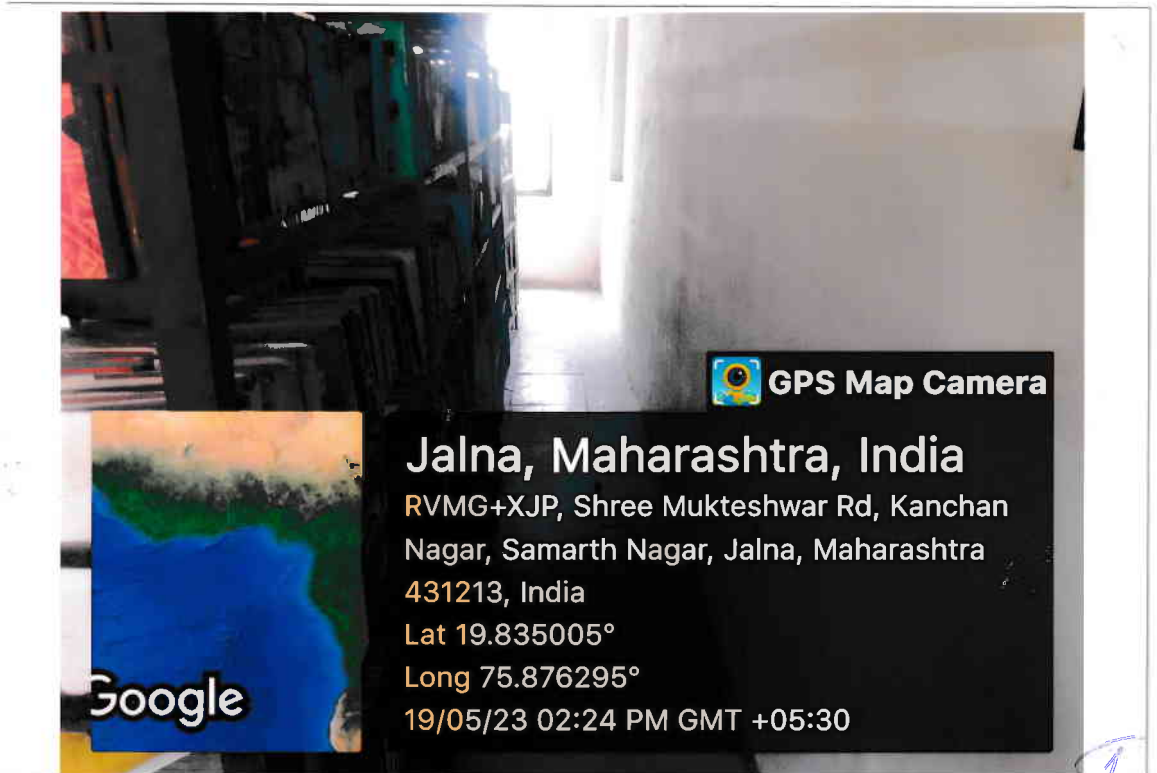 GPS Map Camera
Jalna, Maharashtra, India
RVMG+XJP, Shree Mukteshwar Rd, Kanchan
Nagar, Samarth Nagar, Jalna, Maharashtra
431213, India
Lat 19.835005°
Long 75.876295°
19/05/23 02:24 PM GMT +05:30
Google